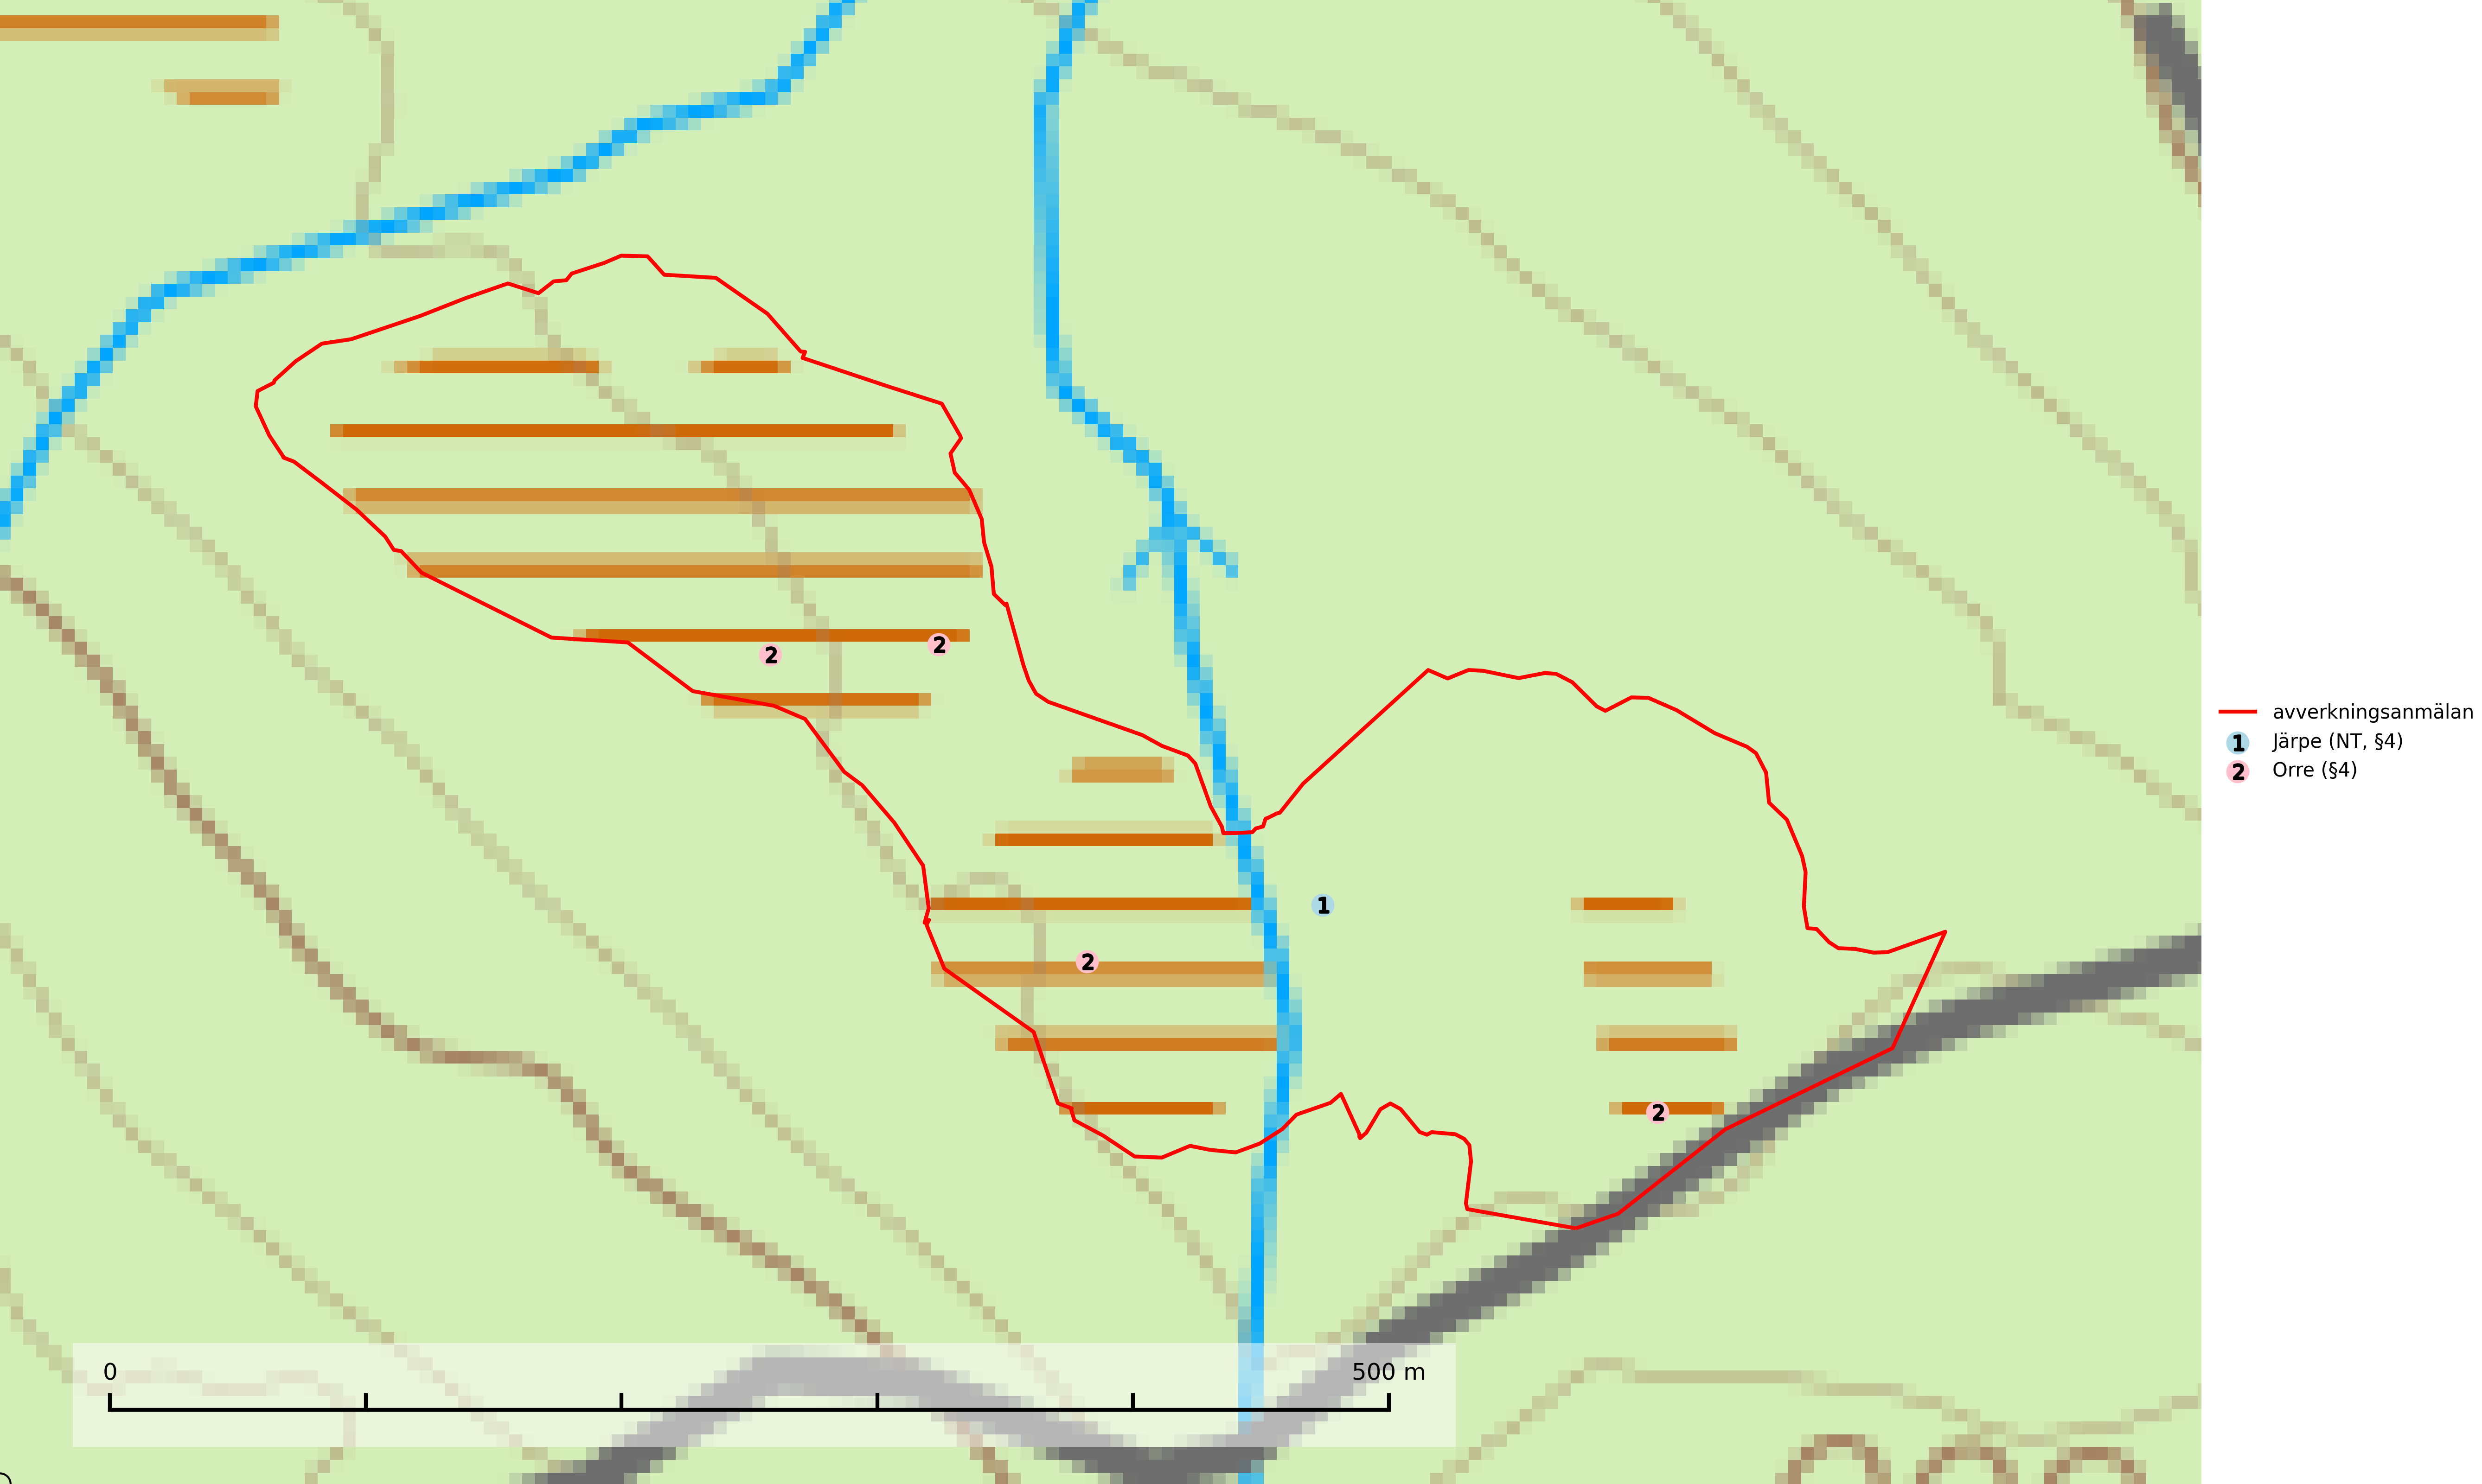 2
2
avverkningsanmälan
1 Järpe (NT, §4)
2 Orre (§4)
1
2
2
0 500 m